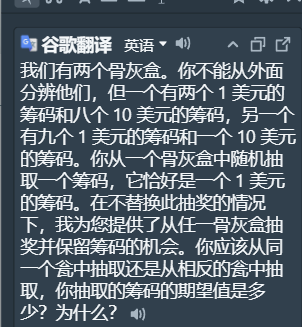 谷歌翻译 英语
我们有两个骨灰盒。你不能从外面
分辨他们，但一个有两个 1 美元的
筹码和八个 10 美元的筹码，另一个
有九个 1 美元的筹码和一个 10 美元
的筹码。你从一个骨灰盒中随机抽
取一个筹码，它恰好是一个 1 美元
的筹码。在不替换此抽奖的情况
下，我为您提供了从任一骨灰盒抽
奖并保留筹码的机会。你应该从同
一个瓮中抽取还是从相反的瓮中抽
取，你抽取的筹码的期望值是多
少？为什么？